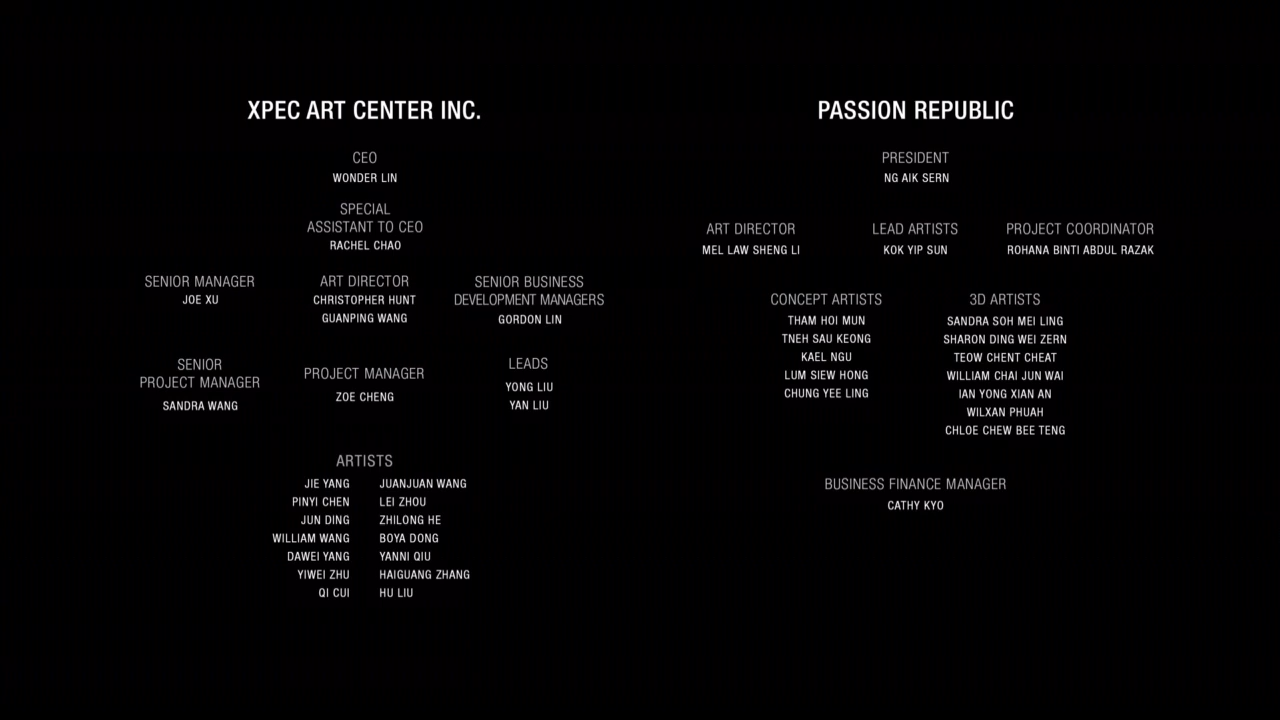 XPEC ART CENTER INC.
CEO
WONDER LIN
SPECIAL
ASSISTANT TO CEO
RACHEL CHAO
SENIOR MANAGER
JOE XU
ART DIRECTOR
CHRISTOPHER HUNT
GUANPING WANG
SENIOR BUSINESS
DEVELOPMENT MANAGERS
GORDON LIN
SENIOR
PROJECT MANAGER
SANDRA WANG
PROJECT MANAGER
ZOE CHENG
LEADS
YONG LIU
YAN LIU
ARTISTS
JIE YANG JUANJUAN WANG
PINYI CHEN LEI ZHOU
JUN DING ZHILONG HE
WILLIAM WANG BOYA DONG
DAWEI YANG YANNI QIU
YIWEI ZHU HAIGUANG ZHANG
QI CUI HU LIU
PASSION REPUBLIC
PRESIDENT
NG AIK SERN
ART DIRECTOR
MEL LAW SHENG LI
LEAD ARTISTS
KOK YIP SUN
PROJECT COORDINATOR
ROHANA BINTI ABDUL RAZAK
CONCEPT ARTISTS
THAM HOI MUN
TNEH SAU KEONG
KAEL NGU
LUM SIEW HONG
CHUNG YEE LING
3D ARTISTS
SANDRA SOH MEI LING
SHARON DING WEI ZERN
TEOW CHENT CHEAT
WILLIAM CHAI JUN WAI
IAN YONG XIAN AN
WILXAN PHUAH
CHLOE CHEW BEE TENG
BUSINESS FINANCE MANAGER
CATHY KYO